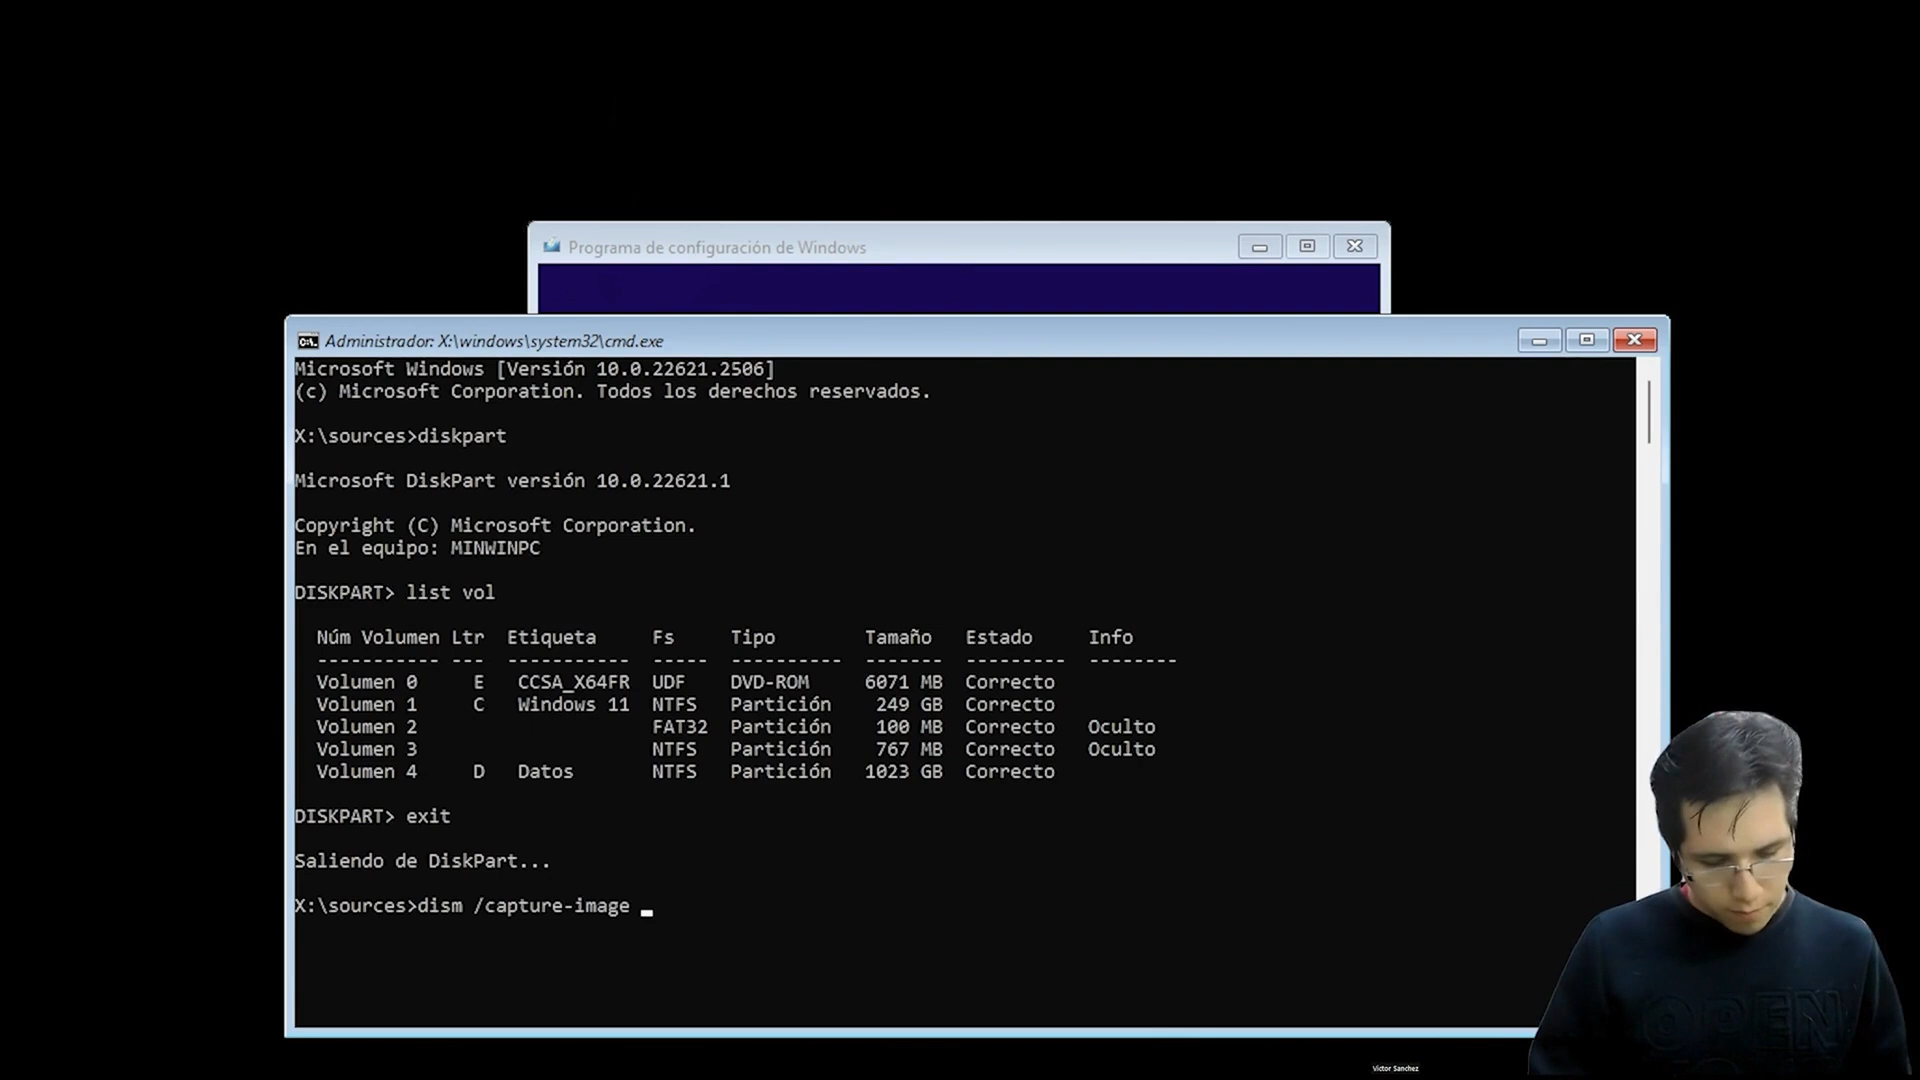 Programa de configuración de Windows
Administrador: X:\windows\system32\cmd.exe
Microsoft Windows [Versión 10.0.22621.2506]
(c) Microsoft Corporation. Todos los derechos reservados.
X:\sources>diskpart
Microsoft DiskPart versión 10.0.22621.1
Copyright (C) Microsoft Corporation.
En el equipo: MINWINPC
DISKPART> list vol
Núm Volumen Ltr Etiqueta Fs Tipo Tamaño Estado Info
----------- --- ----------- ----- ---------- ------- --------- --------
Volumen 0 E CCSA_X64FR UDF DVD-ROM 6071 MB Correcto
Volumen 1 C Windows 11 NTFS Partición 249 GB Correcto
Volumen 2 FAT32 Partición 100 MB Correcto Oculto
Volumen 3 NTFS Partición 767 MB Correcto Oculto
Volumen 4 D Datos NTFS Partición 1023 GB Correcto
DISKPART> exit
Saliendo de DiskPart...
X:\sources>dism /capture-image
OPEN
Victor Sanchez